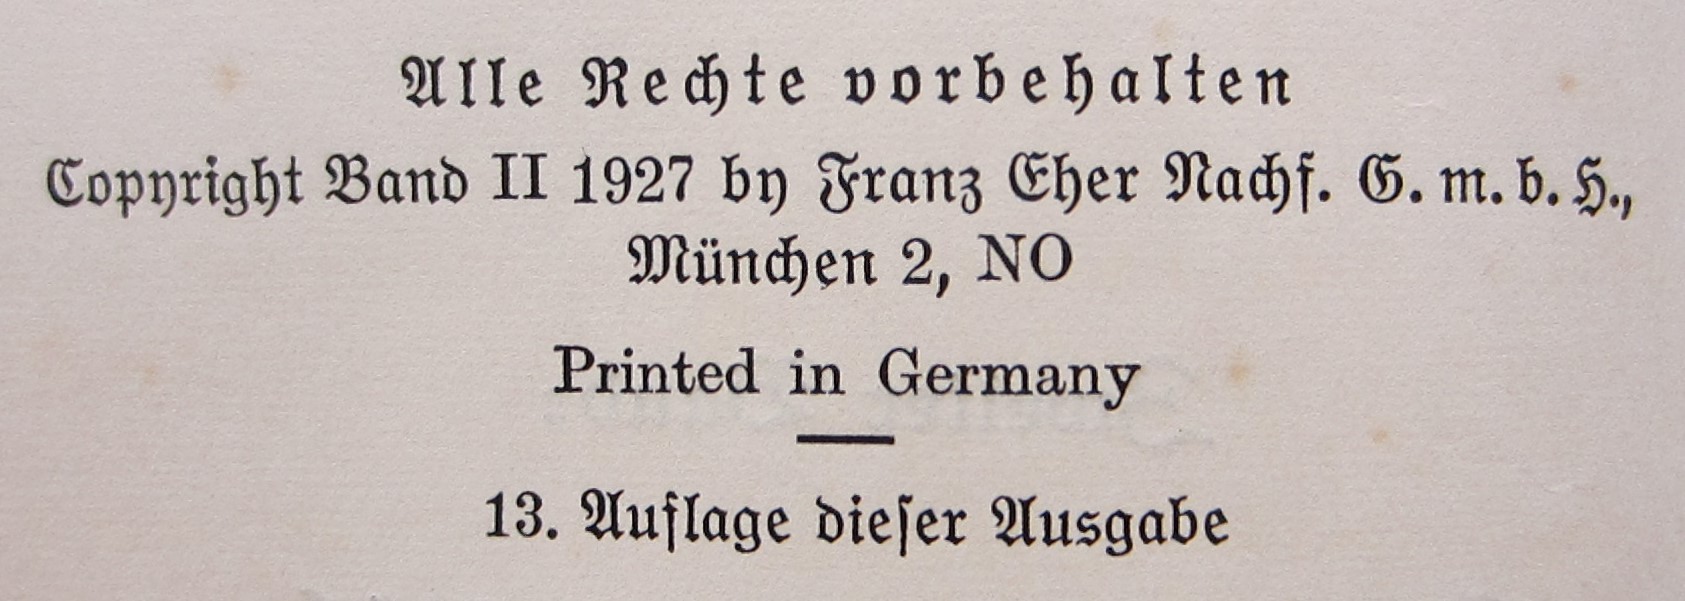 Alle Rechte vorbehalten
Copyright Band II 1927 by Franz Eher Nachf. G. m. b. H.,
München 2, NO
Printed in Germany
13. Auflage dieſer Ausgabe